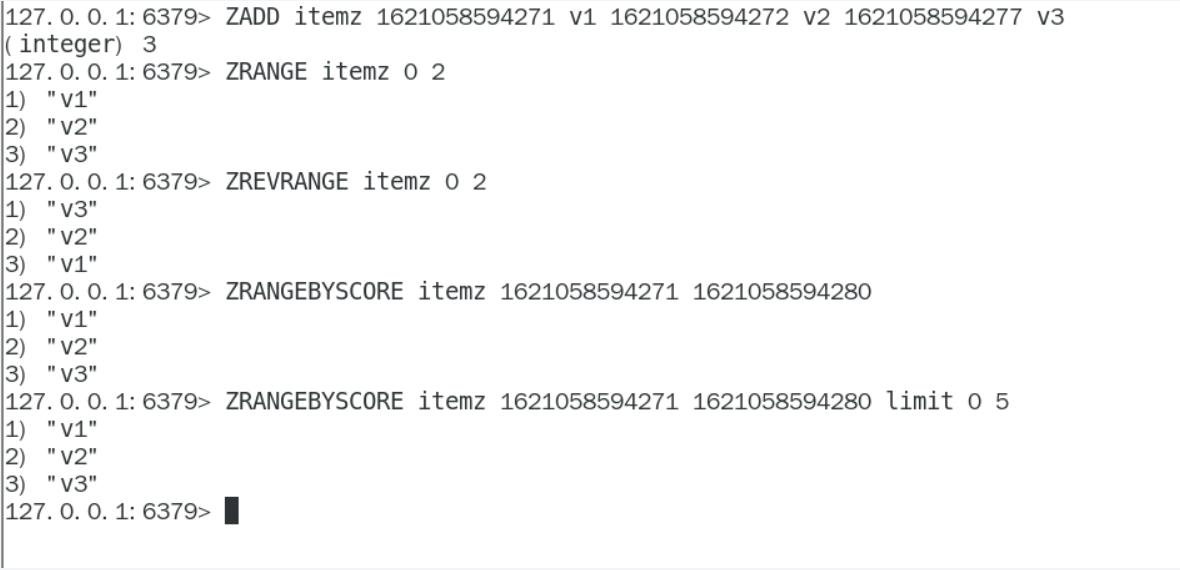 127.0.0.1:6379> ZADD itemz 1621058594271 v1 1621058594272 v2 1621058594277 v3
(integer) 3
127.0.0.1:6379> ZRANGE itemz 0 2
1) "v1"
2) "v2"
3) "v3"
127.0.0.1:6379> ZREVRANGE itemz 0 2
1) "v3"
2) "v2"
3) "v1"
127.0.0.1:6379> ZRANGEBYSCORE itemz 1621058594271 1621058594280
1) "v1"
2) "v2"
3) "v3"
127.0.0.1:6379> ZRANGEBYSCORE itemz 1621058594271 1621058594280 limit 0 5
1) "v1"
2) "v2"
3) "v3"
127.0.0.1:6379>